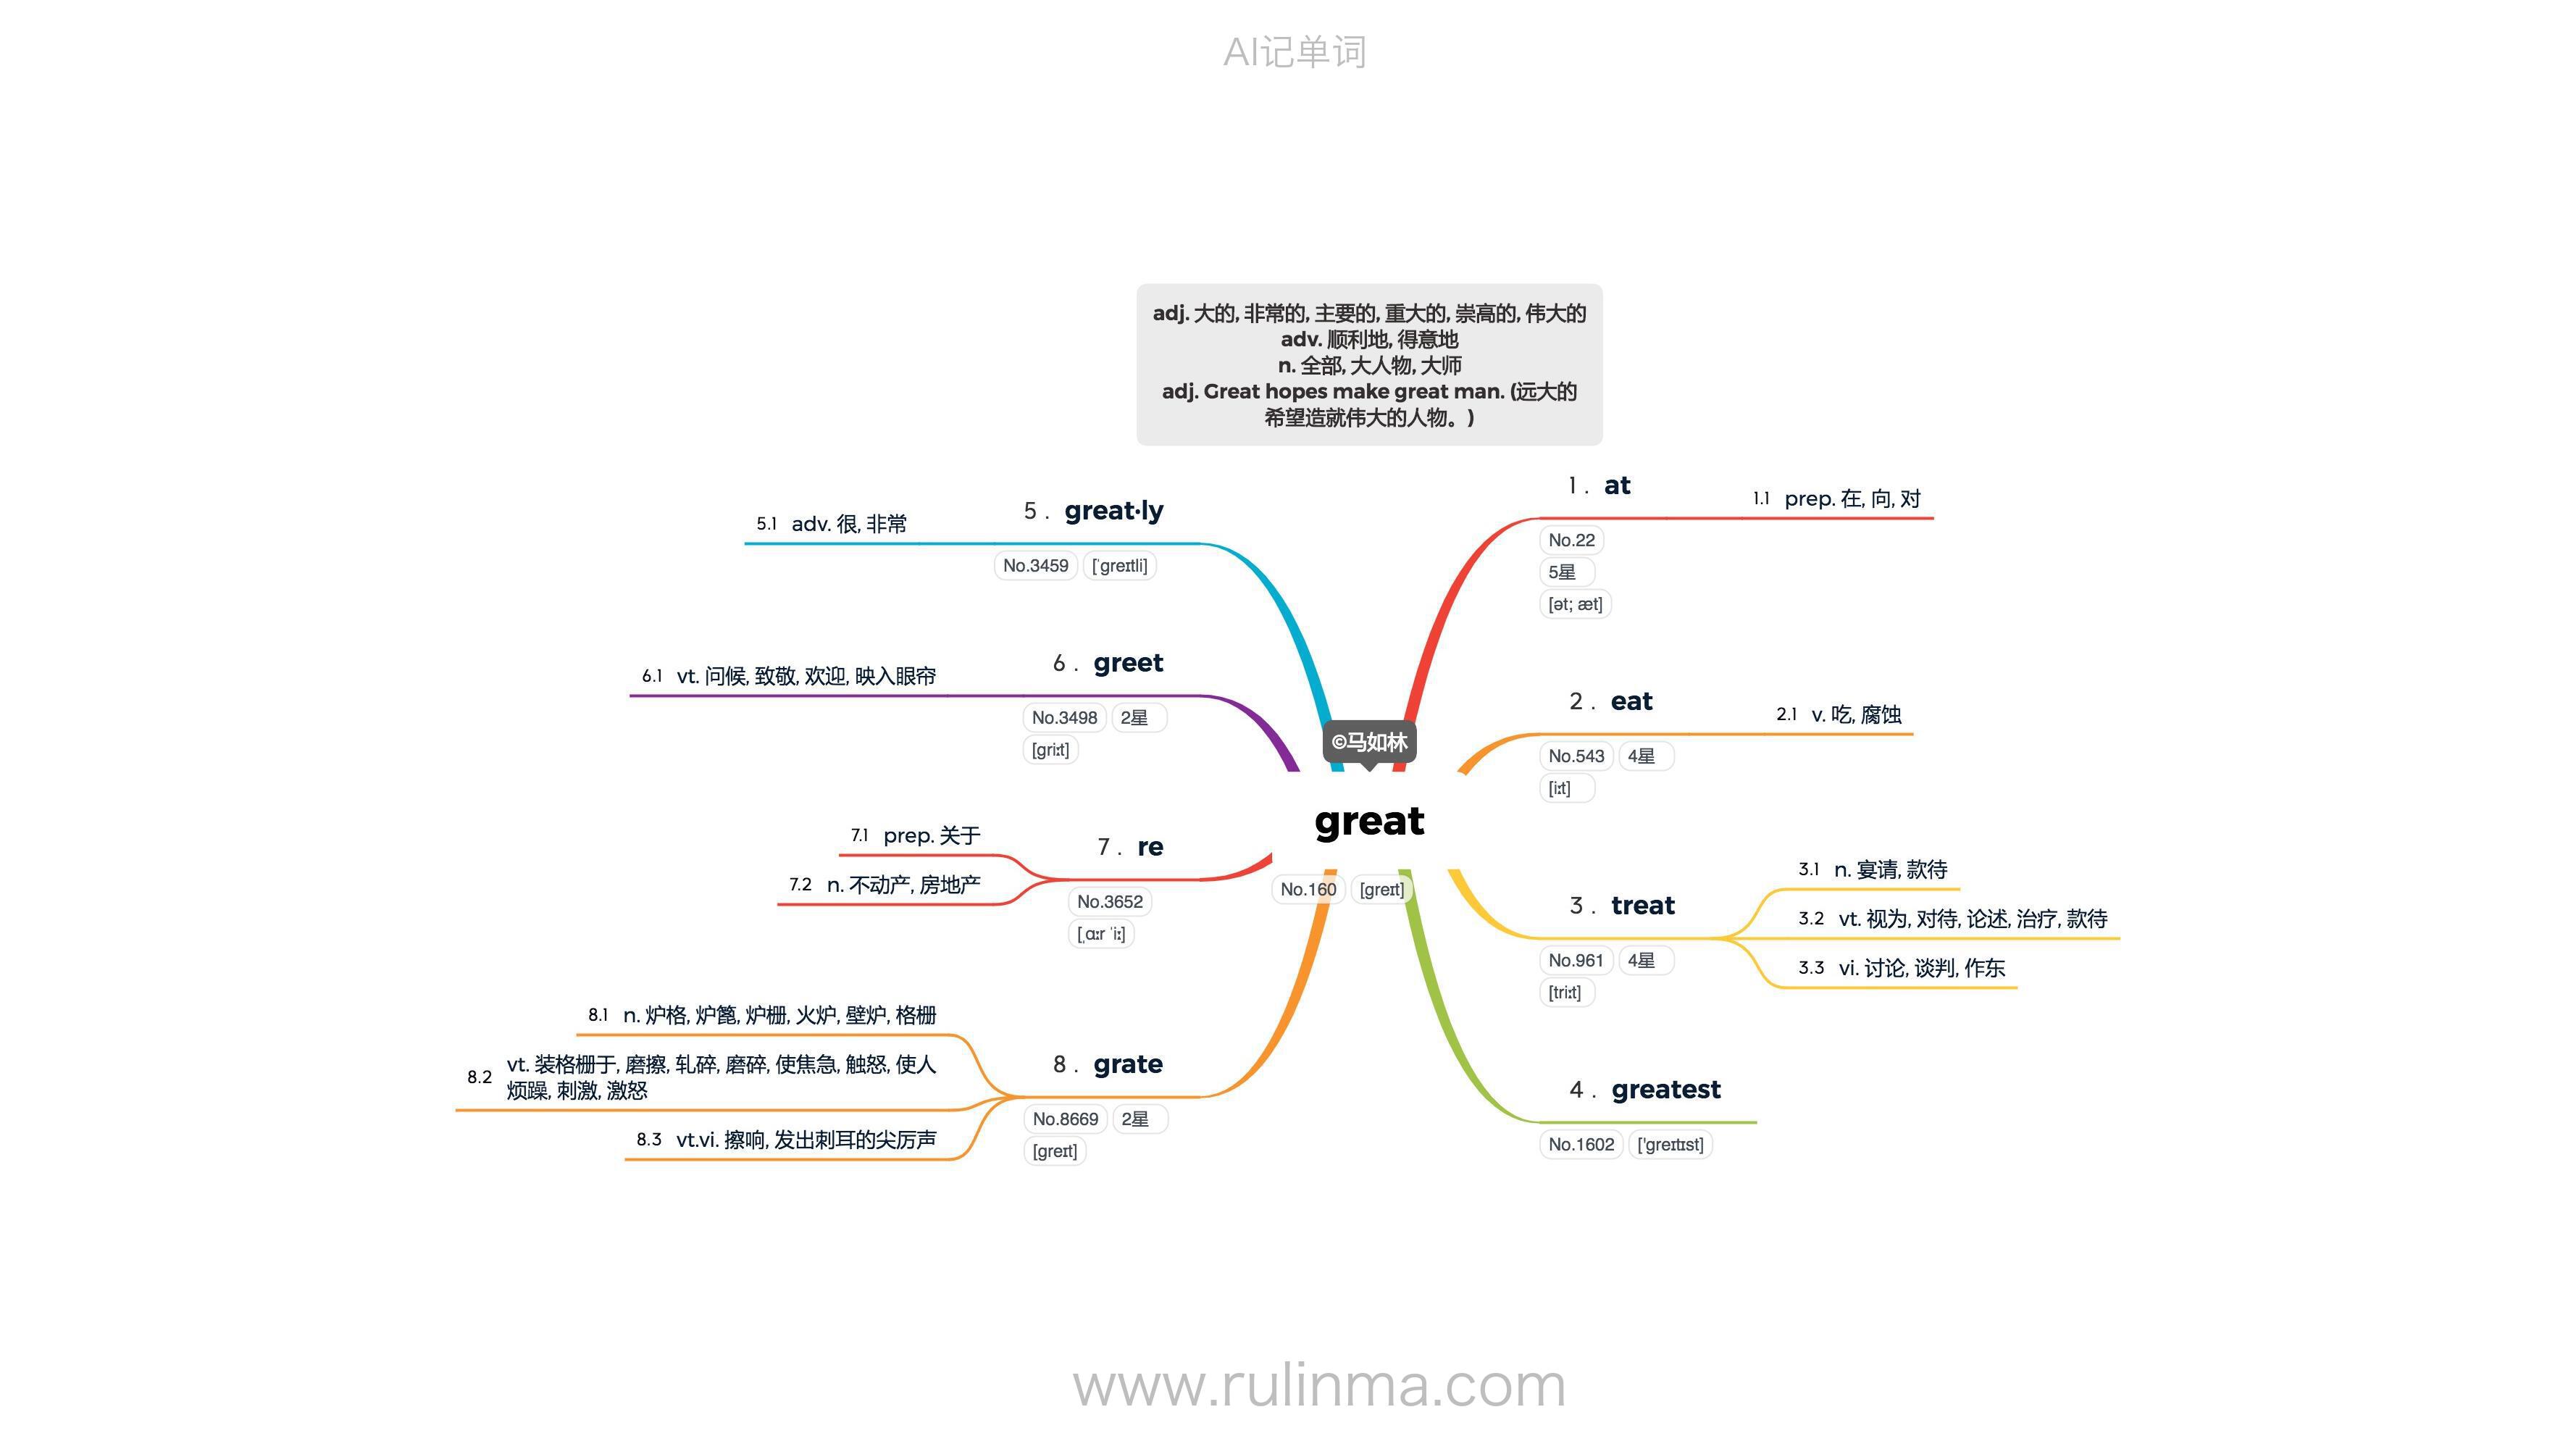 AI记单词
adj. 大的, 非常的, 主要的, 重大的, 崇高的, 伟大的
adv. 顺利地, 得意地
n. 全部, 大人物, 大师
adj. Great hopes make great man. (远大的
希望造就伟大的人物。)
©马如林
great
No.160 [greɪt]
1 . at
No.22
5星
[ət; æt]
1.1 prep. 在, 向, 对
2 . eat
No.543 4星
[iːt]
2.1 v. 吃, 腐蚀
3 . treat
No.961 4星
[triːt]
3.1 n. 宴请, 款待
3.2 vt. 视为, 对待, 论述, 治疗, 款待
3.3 vi. 讨论, 谈判, 作东
4 . greatest
No.1602 ['greɪtɪst]
5 . great·ly
No.3459 [ˈgreɪtli]
5.1 adv. 很, 非常
6 . greet
No.3498 2星
[griːt]
6.1 vt. 问候, 致敬, 欢迎, 映入眼帘
7 . re
No.3652
[ˌɑːr ˈiː]
7.1 prep. 关于
7.2 n. 不动产, 房地产
8 . grate
No.8669 2星
[greɪt]
8.1 n. 炉格, 炉篦, 炉栅, 火炉, 壁炉, 格栅
8.2 vt. 装格栅于, 磨擦, 轧碎, 磨碎, 使焦急, 触怒, 使人
烦躁, 刺激, 激怒
8.3 vt.vi. 擦响, 发出刺耳的尖厉声
www.rulinma.com